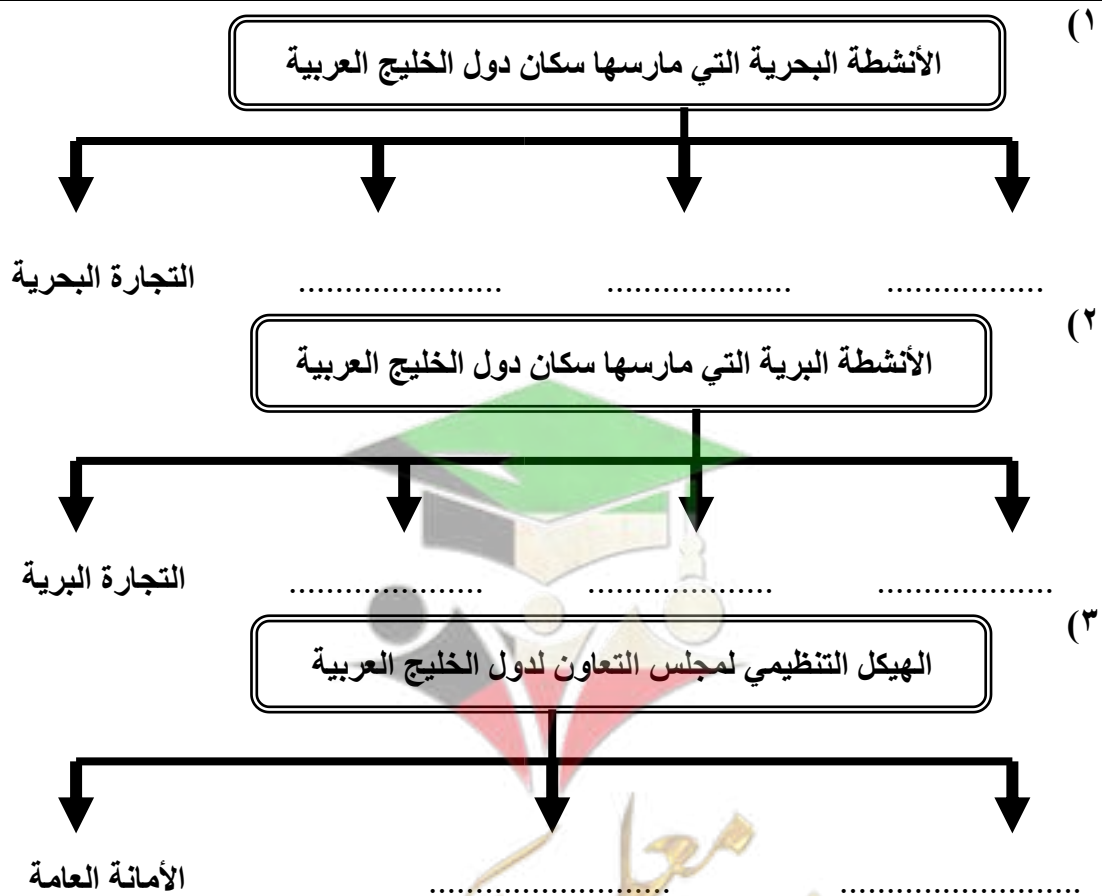 ١)
الأنشطة البحرية التي مارسها سكان دول الخليج العربية
................. .................... ...................... التجارة البحرية
٢)
الأنشطة البرية التي مارسها سكان دول الخليج العربية
................... .................... ..................... التجارة البرية
٣)
الهيكل التنظيمي لمجلس التعاون لدول الخليج العربية
.......................... .......................... الأمانة العامة
معا